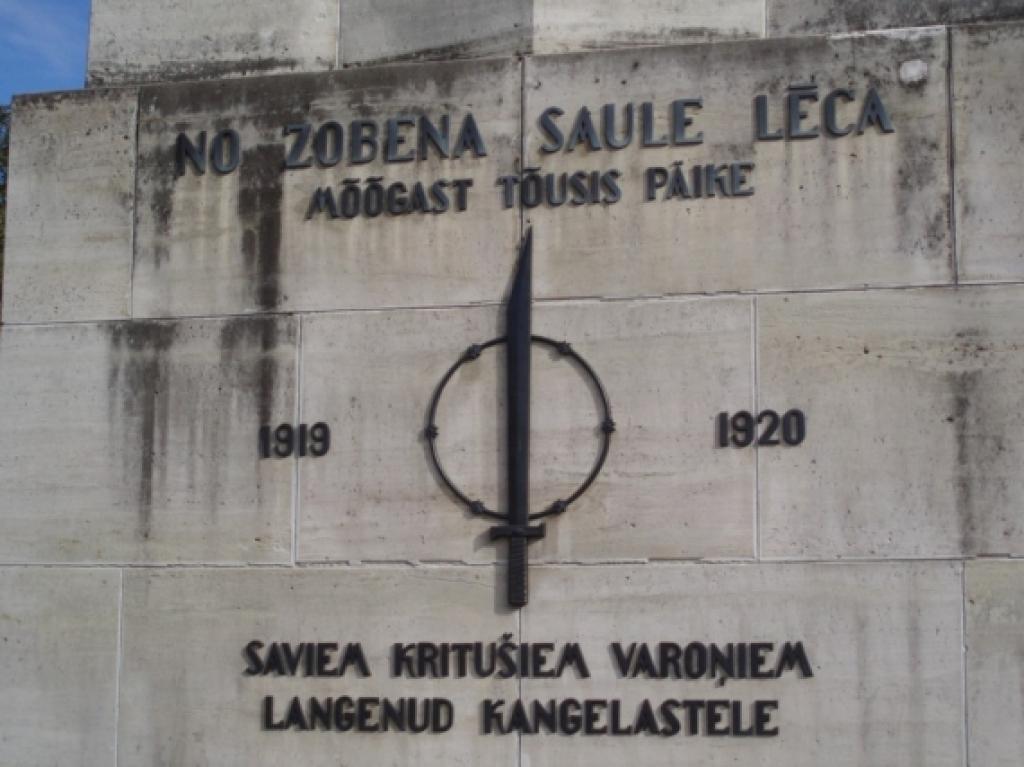 NO ZOBENA SAULE LĒCA
MÕÕGAST TÕUSIS PÄIKE
1919 1920
SAVIEM KRITUŠIEM VAROŅIEM
LANGENUD KANGELASTELE